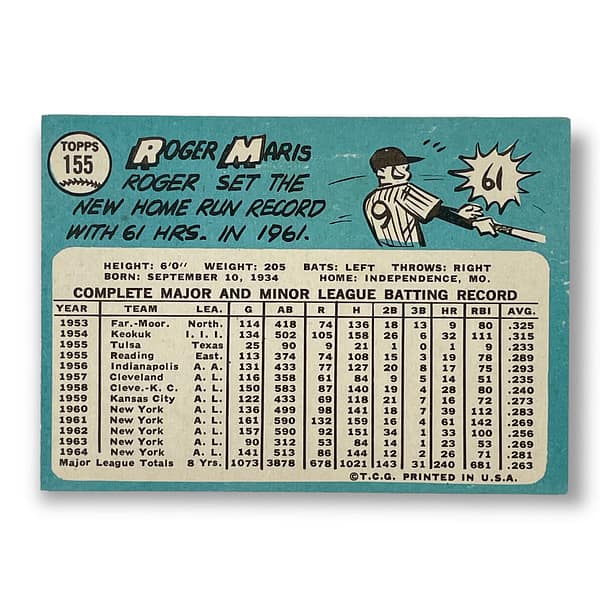 TOPPS
155
ROGER MARIS
ROGER SET THE
NEW HOME RUN RECORD
WITH 61 HRS. IN 1961.
61
9
HEIGHT: 6'0" WEIGHT: 205 BATS: LEFT THROWS: RIGHT
BORN: SEPTEMBER 10, 1934 HOME: INDEPENDENCE, MO.
COMPLETE MAJOR AND MINOR LEAGUE BATTING RECORD
YEAR TEAM LEA. G AB R H 2B 3B HR RBI AVG.
1953 Far.-Moor. North. 114 418 74 136 18 13 9 80 .325
1954 Keokuk I. I. I. 134 502 105 158 26 6 32 111 .315
1955 Tulsa Texas 25 90 9 21 1 0 1 9 .233
1955 Reading East. 113 374 74 108 15 3 19 78 .289
1956 Indianapolis A. A. 131 433 77 127 20 8 17 75 .293
1957 Cleveland A. L. 116 358 61 84 9 5 14 51 .235
1958 Cleve.-K. C. A. L. 150 583 87 140 19 4 28 80 .240
1959 Kansas City A. L. 122 433 69 118 21 7 16 72 .273
1960 New York A. L. 136 499 98 141 18 7 39 112 .283
1961 New York A. L. 161 590 132 159 16 4 61 142 .269
1962 New York A. L. 157 590 92 151 34 1 33 100 .256
1963 New York A. L. 90 312 53 84 14 1 23 53 .269
1964 New York A. L. 141 513 86 144 12 2 26 71 .281
Major League Totals 8 Yrs. 1073 3878 678 1021 143 31 240 681 .263
©T.C.G. PRINTED IN U.S.A.